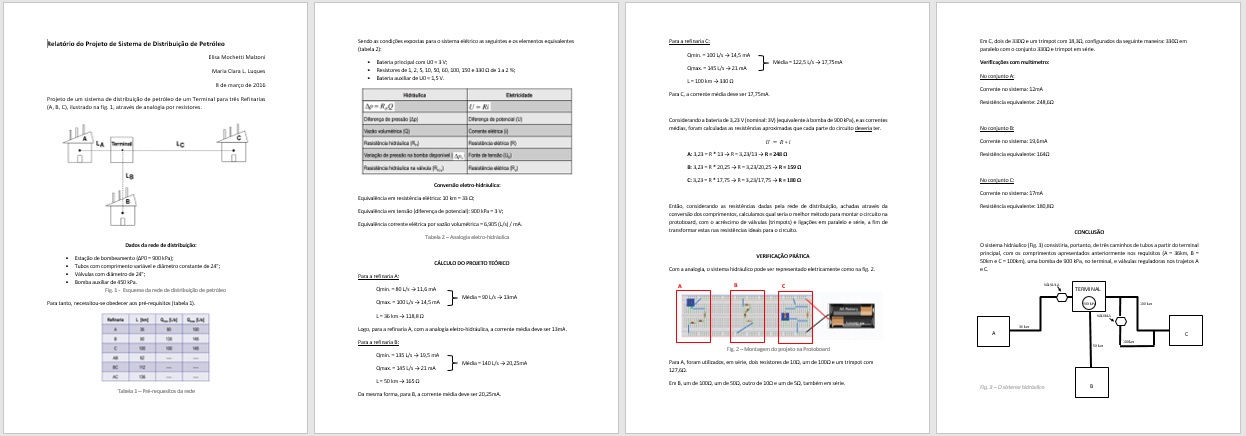 Relatório do Projeto de Sistema de Distribuição de Petróleo
Elisa Mochetti Malzoni
Maria Clara L. Luques
8 de março de 2016
Projeto de um sistema de distribuição de petróleo de um Terminal para três Refinarias
(A, B, C), ilustrado na fig. 1, através de analogia por resistores.
A
LA
Terminal
LC
C
LB
B
Dados da rede de distribuição:
• Estação de bombeamento (ΔP0 = 900 kPa);
• Tubos com comprimento variável e diâmetro constante de 24";
• Válvulas com diâmetro de 24";
• Bomba auxiliar de 450 kPa.
Fig. 1 - Esquema da rede de distribuição de petróleo
Para tanto, necessitou-se obedecer aos pré-requisitos (tabela 1).
Refinaria L [km]
A 36 80 100
B 50 135 145
C 100 100 145
AB
BC
AC
Tabela 1 – Pré-requesitos da rede
Sendo as condições expostas para o sistema elétrico as seguintes e os elementos equivalentes
(tabela 2):
• Bateria principal com U0 = 3 V;
• Resistores de 1, 2, 5, 10, 50, 60, 100, 150 e 330 Ω de 1 a 2 %;
• Bateria auxiliar de U0 = 1,5 V.
Hidráulica Eletricidade
U = Ri
Diferença de pressão (Δp) Diferença de potencial (U)
Vazão volumétrica (Q) Corrente elétrica (i)
Resistência hidráulica Resistência elétrica
Variação de pressão na bomba disponível Fonte de tensão
Resistência hidráulica na válvula Resistência elétrica
Conversão eletro-hidráulica:
Equivalência em resistência elétrica: 10 km = 33 Ω;
Equivalência em tensão (diferença de potencial): 900 kPa = 3 V;
Equivalência corrente elétrica por vazão volumétrica = 6,905 (L/s) / mA.
Tabela 2 – Analogia eletro-hidráulica
CÁLCULO DO PROJETO TEÓRICO
Para a refinaria A:
Qmin. = 80 L/s → 11,6 mA
Média = 90 L/s → 13mA
Qmax. = 100 L/s → 14,5 mA
L = 36 km → 118,8 Ω
Logo, para a refinaria A, com a analogia eletro-hidráulica, a corrente média deve ser 13mA.
Para a refinaria B:
Qmin. = 135 L/s → 19,5 mA
Média = 140 L/s → 20,25mA
Qmax. = 145 L/s → 21 mA
L = 50 km → 165 Ω
Da mesma forma, para B, a corrente média deve ser 20,25mA.
Para a refinaria C:
Qmin. = 100 L/s → 14,5 mA
Média = 122,5 L/s → 17,75mA
Qmax. = 145 L/s → 21 mA
L = 100 km → 330 Ω
Para C, a corrente média deve ser 17,75mA.
Considerando a bateria de 3,23 V (nominal: 3V) (equivalente à bomba de 900 kPa), e as correntes
médias, foram calculadas as resistências aproximadas que cada parte do circuito deveria ter.
U = R ∗ i
A: 3,23 = R * 13 → R = 3,23/13 → R = 248 Ω
B: 3,23 = R * 20,25 → R = 3,23/20,25 → R = 159 Ω
C: 3,23 = R * 17,75 → R = 3,23/17,75 → R = 180 Ω
Então, considerando as resistências dadas pela rede de distribuição, achadas através da
conversão dos comprimentos, calculamos qual seria o melhor método para montar o circuito na
protoboard, com o acréscimo de válvulas (trimpots) e ligações em paralelo e série, a fim de
transformar estas nas resistências ideais para o circuito.
VERIFICAÇÃO PRÁTICA
Com a analogia, o sistema hidráulico pode ser representado eletricamente como na fig. 2.
A
B
C
Fig. 2 – Montagem do projeto na Protoboard
Para A, foram utilizados, em série, dois resistores de 10Ω, um de 100Ω e um trimpot com
127,6Ω.
Em B, um de 100Ω, um de 50Ω, outro de 10Ω e um de 5Ω, também em série.
Em C, dois de 330Ω e um trimpot com 18,3Ω, configurados da seguinte maneira: 330Ω em
paralelo com o conjunto 330Ω e trimpot em série.
Verificações com multímetro:
No conjunto A:
Corrente no sistema: 12mA
Resistência equivalente: 248,6Ω
No conjunto B:
Corrente no sistema: 19,6mA
Resistência equivalente: 164Ω
No conjunto C:
Corrente no sistema: 17mA
Resistência equivalente: 180,8Ω
CONCLUSÃO
O sistema hidráulico (Fig. 3) consistiria, portanto, de três caminhos de tubos a partir do terminal
principal, com os comprimentos apresentados anteriormente nos requisitos (A = 36km, B =
50km e C = 100km), uma bomba de 900 kPa, no terminal, e válvulas reguladoras nos trajetos A
e C.
VÁLVULA
TERMINAL
900 kPa
100 km
VÁLVULA
A
36 km
C
100km
50 km
B
Fig. 3 – O sistema hidráulico